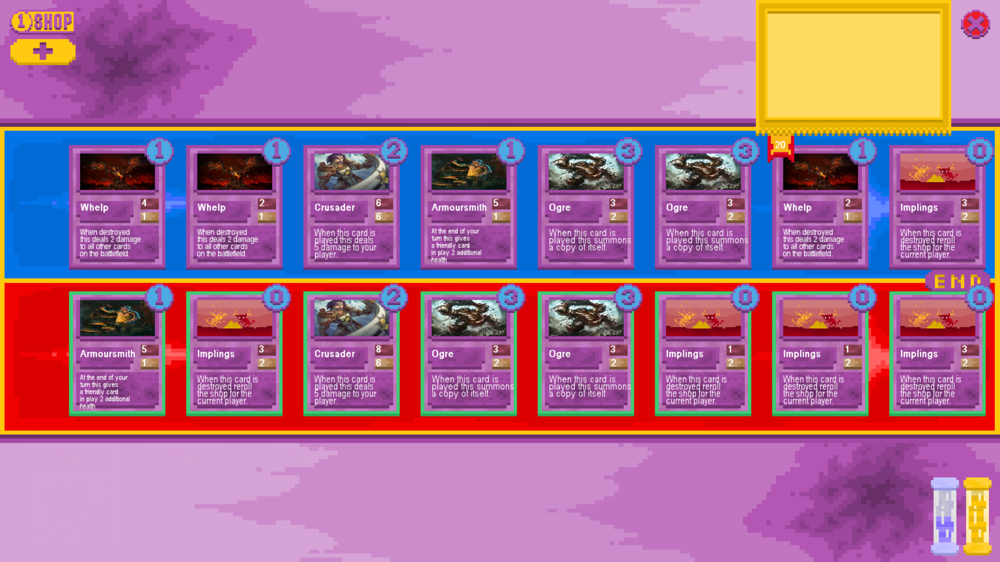 1 SHOP
+
20
1
1
2
1
3
3
1
0
Whelp 4
1
When destroyed
this deals 2 damage
to all other cards
on the battlefield.
Whelp 2
1
When destroyed
this deals 2 damage
to all other cards
on the battlefield.
Crusader 6
6
When this card is
played this deals
5 damage to your
player.
Armoursmith 5
1
At the end of your
turn this gives
a friendly card
in play 2 additional
health
Ogre 3
2
When this card is
played this summons
a copy of itself.
Ogre 3
2
When this card is
played this summons
a copy of itself.
Whelp 2
1
When destroyed
this deals 2 damage
to all other cards
on the battlefield.
Implings 3
2
When this card is
destroyed reroll
the shop for the
current player.
END
1
0
2
3
3
0
0
0
Armoursmith 5
1
At the end of your
turn this gives
a friendly card
in play 2 additional
health
Implings 3
2
When this card is
destroyed reroll
the shop for the
current player.
Crusader 8
6
When this card is
played this deals
5 damage to your
player.
Ogre 3
2
When this card is
played this summons
a copy of itself.
Ogre 3
2
When this card is
played this summons
a copy of itself.
Implings 1
2
When this card is
destroyed reroll
the shop for the
current player.
Implings 1
2
When this card is
destroyed reroll
the shop for the
current player.
Implings 3
2
When this card is
destroyed reroll
the shop for the
current player.